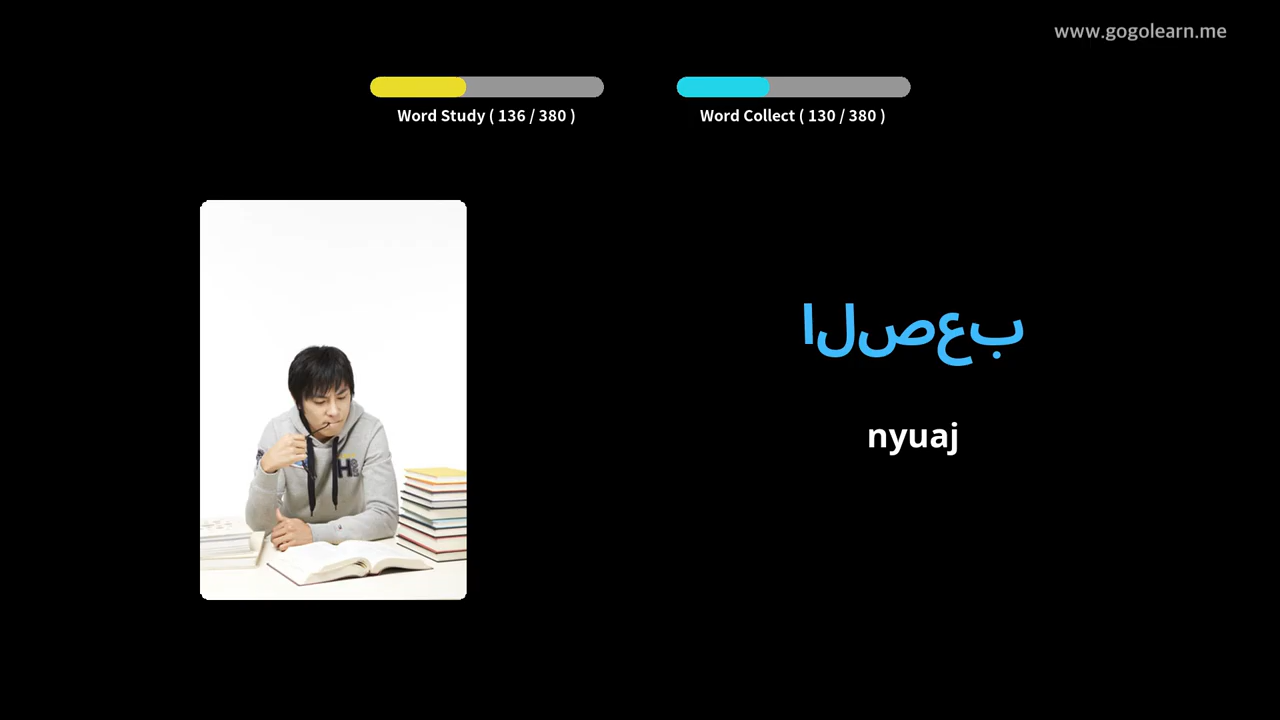 www.gogolearn.me
Word Study ( 136 / 380 )
Word Collect ( 130 / 380 )
الصعب
nyuaj
H